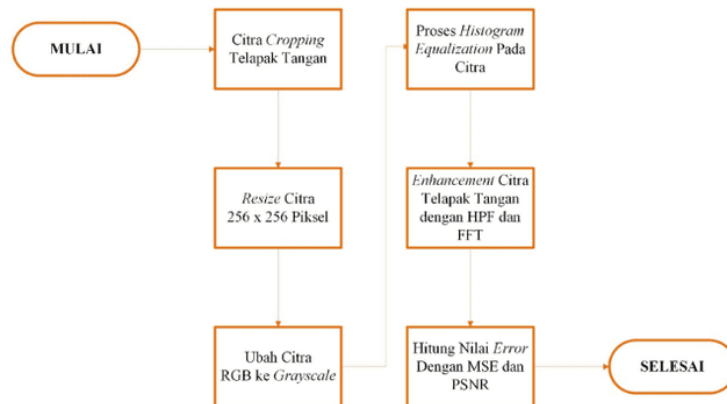 MULAI
Citra Cropping
Telapak Tangan
Resize Citra
256 x 256 Piksel
Ubah Citra
RGB ke Grayscale
Proses Histogram
Equalization Pada
Citra
Enhancement Citra
Telapak Tangan
dengan HPF dan
FFT
Hitung Nilai Error
Dengan MSE dan
PSNR
SELESAI